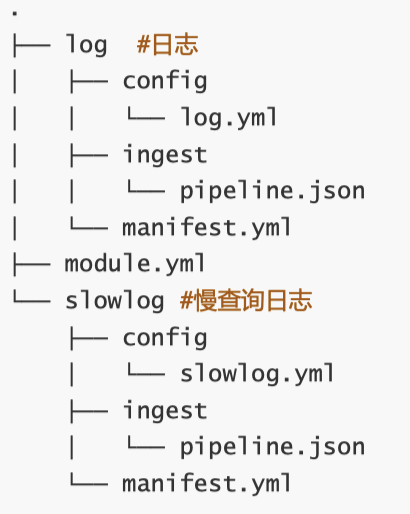 .
├── log  #日志
│   ├── config
│   │   └── log.yml
│   ├── ingest
│   │   └── pipeline.json
│   └── manifest.yml
├── module.yml
└── slowlog #慢查询日志
    ├── config
    │   └── slowlog.yml
    ├── ingest
    │   └── pipeline.json
    └── manifest.yml